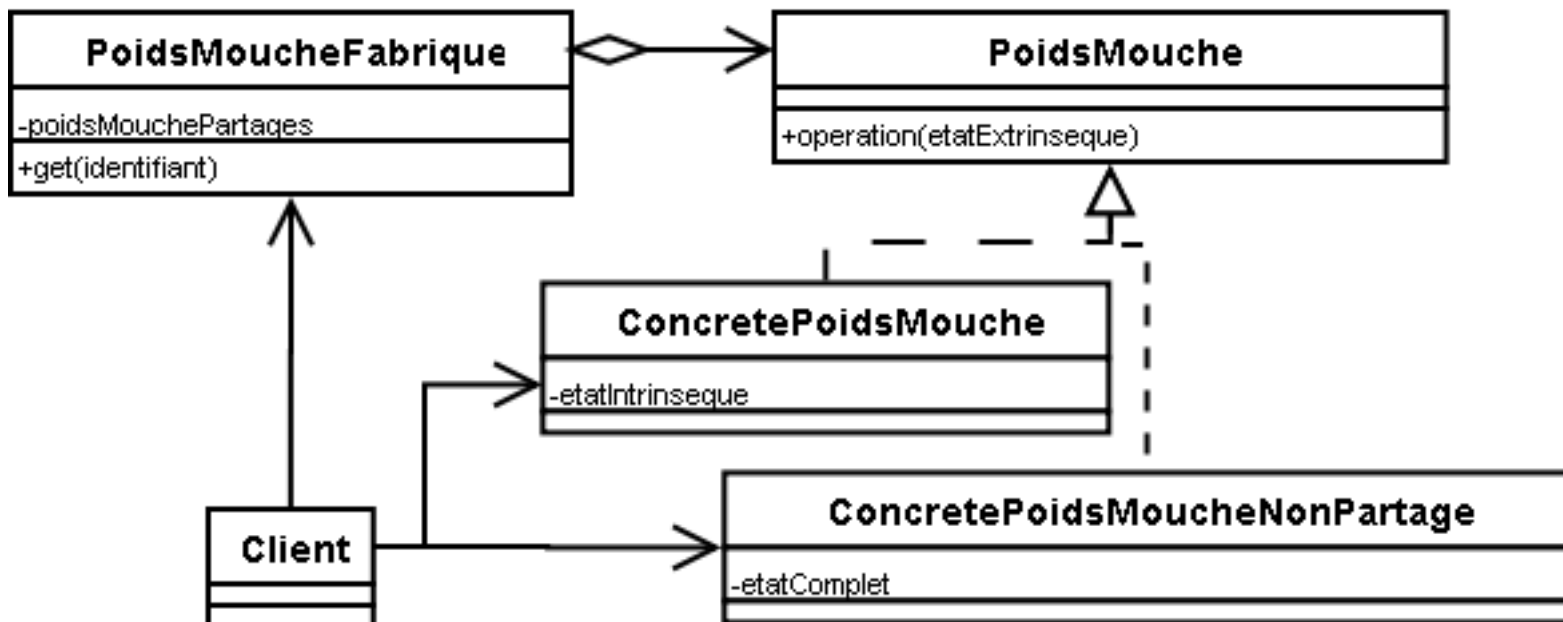 PoidsMoucheFabrique
-poidsMouchePartages
+get(identifiant)
PoidsMouche
+operation(etatExtrinseque)
ConcretePoidsMouche
-etatIntrinseque
ConcretePoidsMoucheNonPartage
-etatComplet
Client